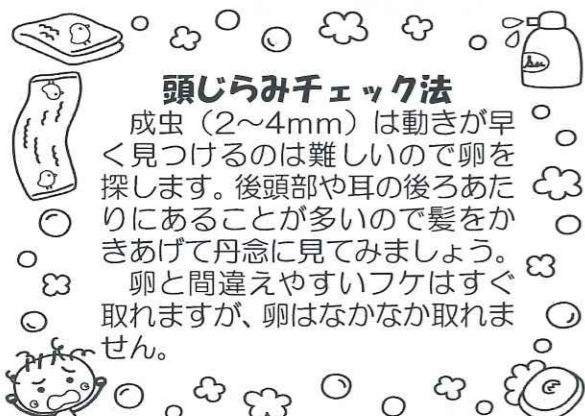 頭じらみチェック法
　成虫（2～4mm）は動きが早
く見つけるのは難しいので卵を
探します。後頭部や耳の後ろあた
りにあることが多いので髪をか
きあげて丹念に見てみましょう。
　卵と間違えやすいフケはすぐ
取れますが、卵はなかなか取れま
せん。